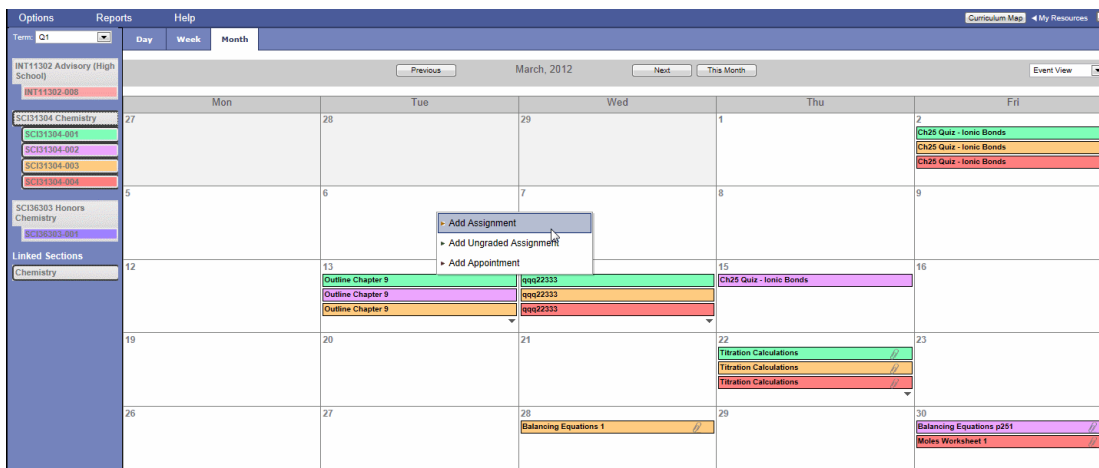 Options Reports Help Curriculum Map My Resources
Term: Q1 Day Week Month
INT11302 Advisory (High
School)
INT11302-008
Previous March, 2012 Next This Month Event View
Mon Tue Wed Thu Fri
SCI31304 Chemistry
SCI31304-001
SCI31304-002
SCI31304-003
SCI31304-004
SCI36303 Honors
Chemistry
SCI36303-001
Linked Sections
Chemistry
27 28 29 1 2
Ch25 Quiz - Ionic Bonds
Ch25 Quiz - Ionic Bonds
Ch25 Quiz - Ionic Bonds
5 6 7 8 9
Add Assignment
Add Ungraded Assignment
Add Appointment
12 13 15 16
Outline Chapter 9 qqq22333 Ch25 Quiz - Ionic Bonds
Outline Chapter 9 qqq22333
Outline Chapter 9 qqq22333
19 20 21 22 23
Titration Calculations
Titration Calculations
Titration Calculations
26 27 28 29 30
Balancing Equations 1 Balancing Equations p251
Moles Worksheet 1